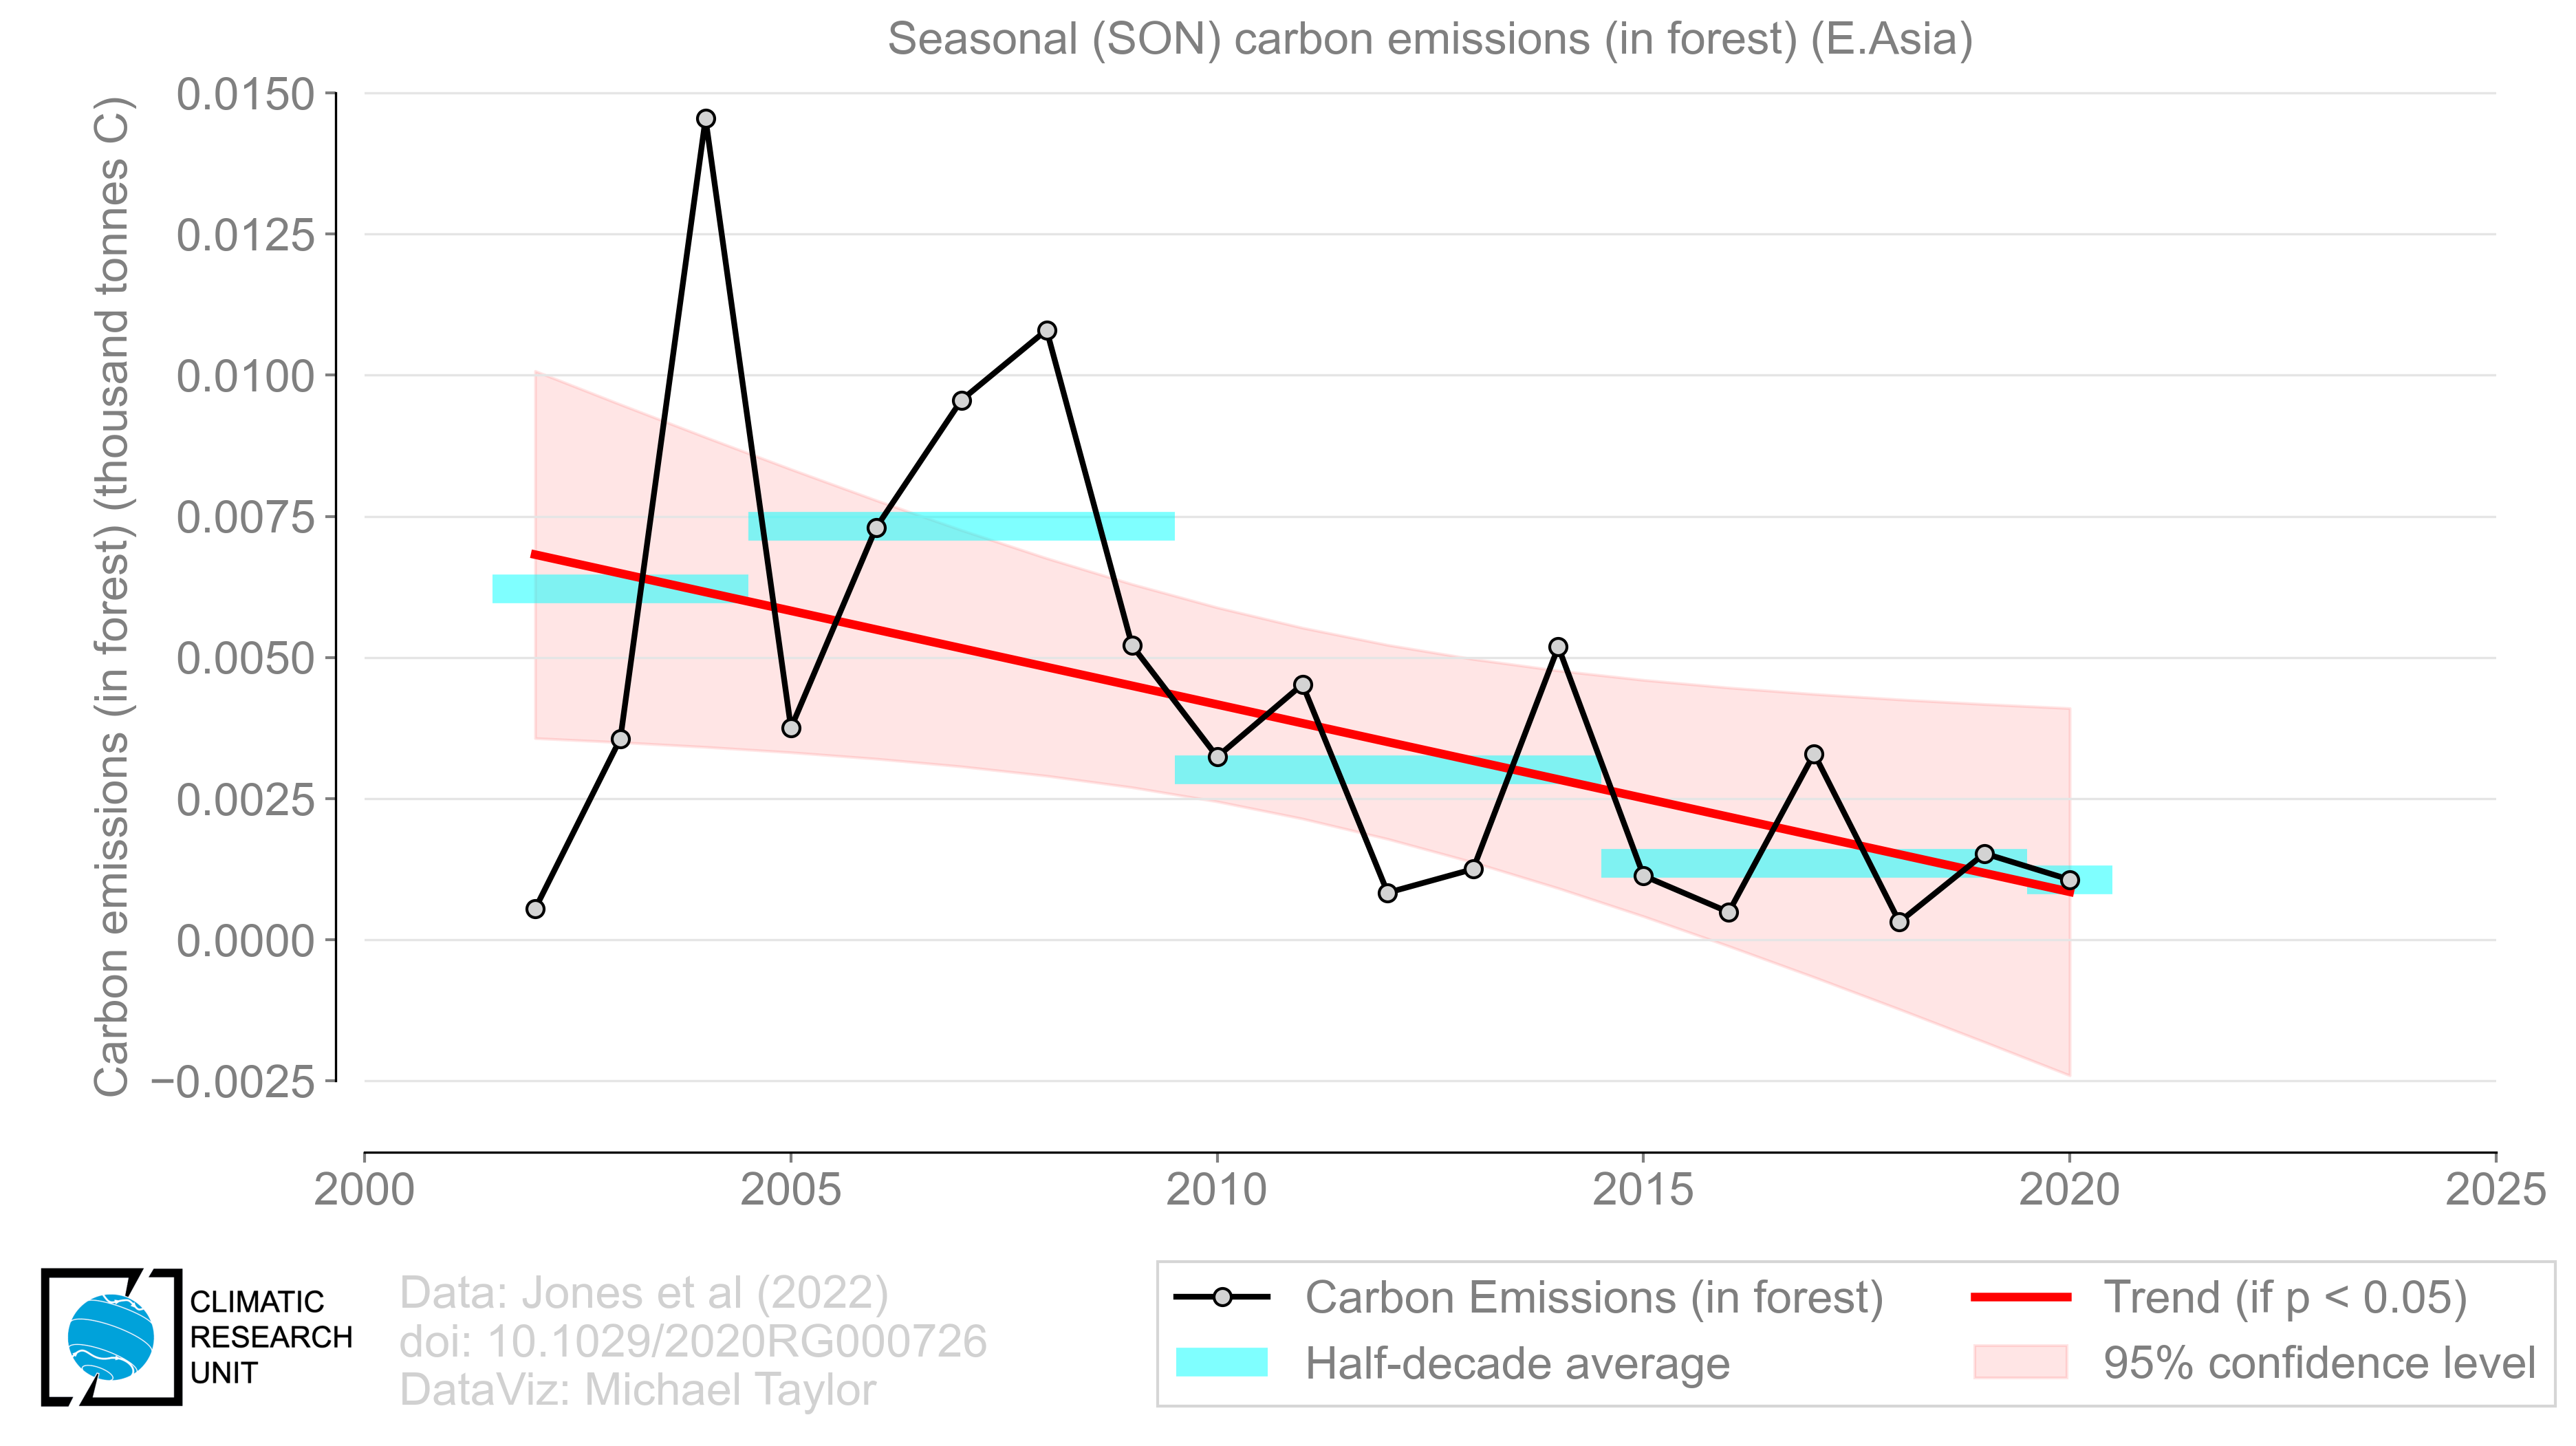 Seasonal (SON) carbon emissions (in forest) (E.Asia)
Carbon emissions (in forest) (thousand tonnes C)
0.0150
0.0125
0.0100
0.0075
0.0050
0.0025
0.0000
−0.0025
2000 2005 2010 2015 2020 2025
CLIMATIC
RESEARCH
UNIT
Data: Jones et al (2022)
doi: 10.1029/2020RG000726
DataViz: Michael Taylor
Carbon Emissions (in forest) Trend (if p < 0.05)
Half-decade average 95% confidence level